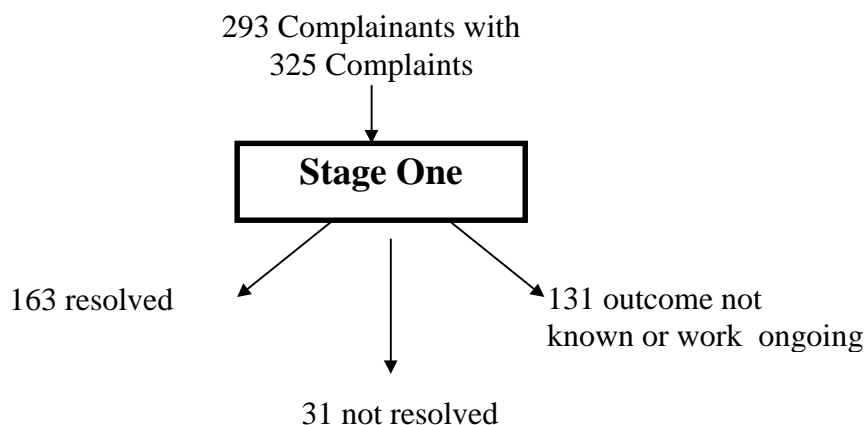 293 Complainants with
325 Complaints
Stage One
163 resolved
131 outcome not
known or work ongoing
31 not resolved